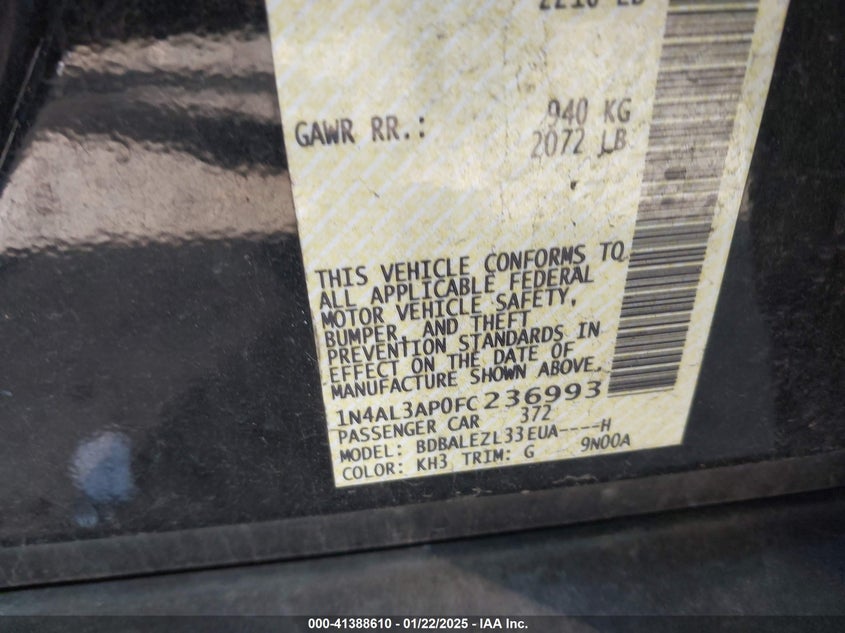 GAWR RR.: 940 KG
2072 LB
THIS VEHICLE CONFORMS TO
ALL APPLICABLE FEDERAL
MOTOR VEHICLE SAFETY,
BUMPER, AND THEFT
PREVENTION STANDARDS IN
EFFECT ON THE DATE OF
MANUFACTURE SHOWN ABOVE.
1N4AL3AP0FC236993
PASSENGER CAR 372
MODEL: BDBALEZL33EUA----H
COLOR: KH3 TRIM: G 9N00A
000-41388610 - 01/22/2025 - IAA Inc.